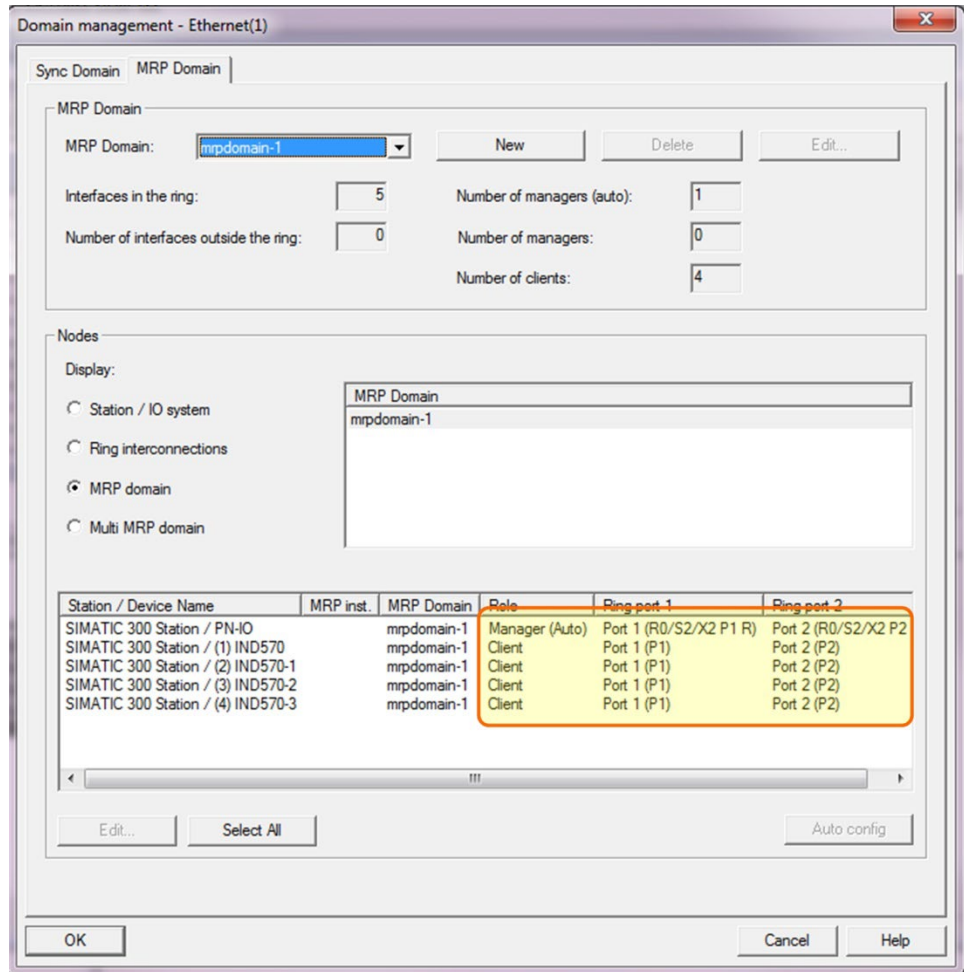 Domain management - Ethernet(1)
Sync Domain MRP Domain
MRP Domain
MRP Domain: mrpdomain-1 New Delete Edit...
Interfaces in the ring: 5 Number of managers (auto): 1
Number of interfaces outside the ring: 0 Number of managers: 0
Number of clients: 4
Nodes
Display:
Station / IO system
Ring interconnections
MRP domain
Multi MRP domain
MRP Domain
mrpdomain-1
Station / Device Name MRP inst. MRP Domain Role Ring port 1 Ring port 2
SIMATIC 300 Station / PN-IO mrpdomain-1 Manager (Auto) Port 1 (R0/S2/X2 P1 R) Port 2 (R0/S2/X2 P2
SIMATIC 300 Station / (1) IND570 mrpdomain-1 Client Port 1 (P1) Port 2 (P2)
SIMATIC 300 Station / (2) IND570-1 mrpdomain-1 Client Port 1 (P1) Port 2 (P2)
SIMATIC 300 Station / (3) IND570-2 mrpdomain-1 Client Port 1 (P1) Port 2 (P2)
SIMATIC 300 Station / (4) IND570-3 mrpdomain-1 Client Port 1 (P1) Port 2 (P2)
Edit... Select All Auto config
OK Cancel Help